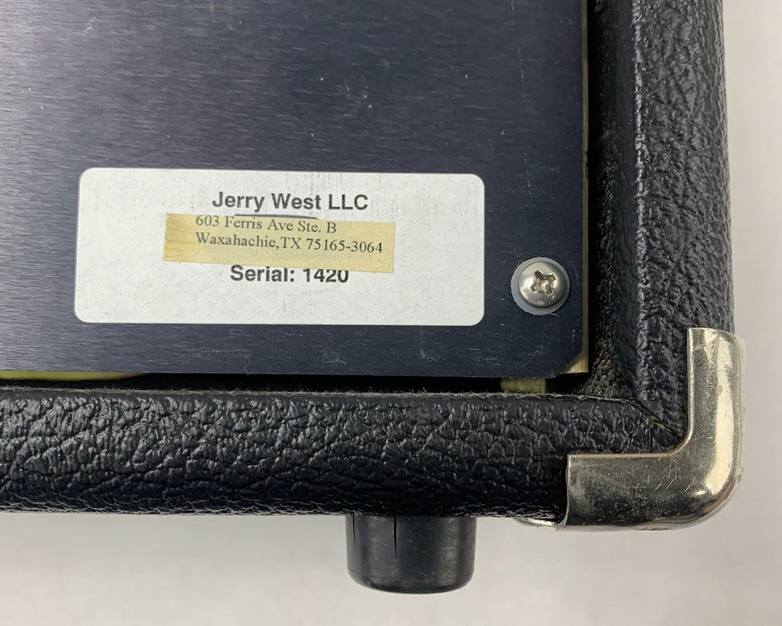 Jerry West LLC
603 Ferris Ave Ste. B
Waxahachie,TX 75165-3064
Serial: 1420